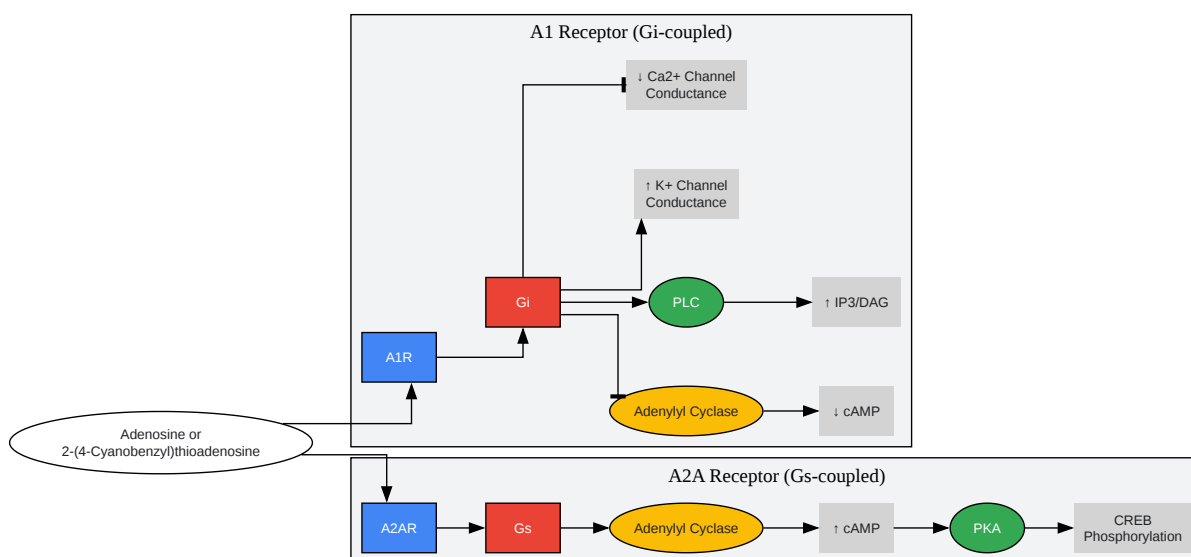 A1 Receptor (Gi-coupled)
↓ Ca2+ Channel
Conductance
↑ K+ Channel
Conductance
Gi
PLC
↑ IP3/DAG
A1R
Adenylyl Cyclase
↓ cAMP
Adenosine or
2-(4-Cyanobenzyl)thioadenosine
A2A Receptor (Gs-coupled)
A2AR
Gs
Adenylyl Cyclase
↑ cAMP
PKA
CREB
Phosphorylation